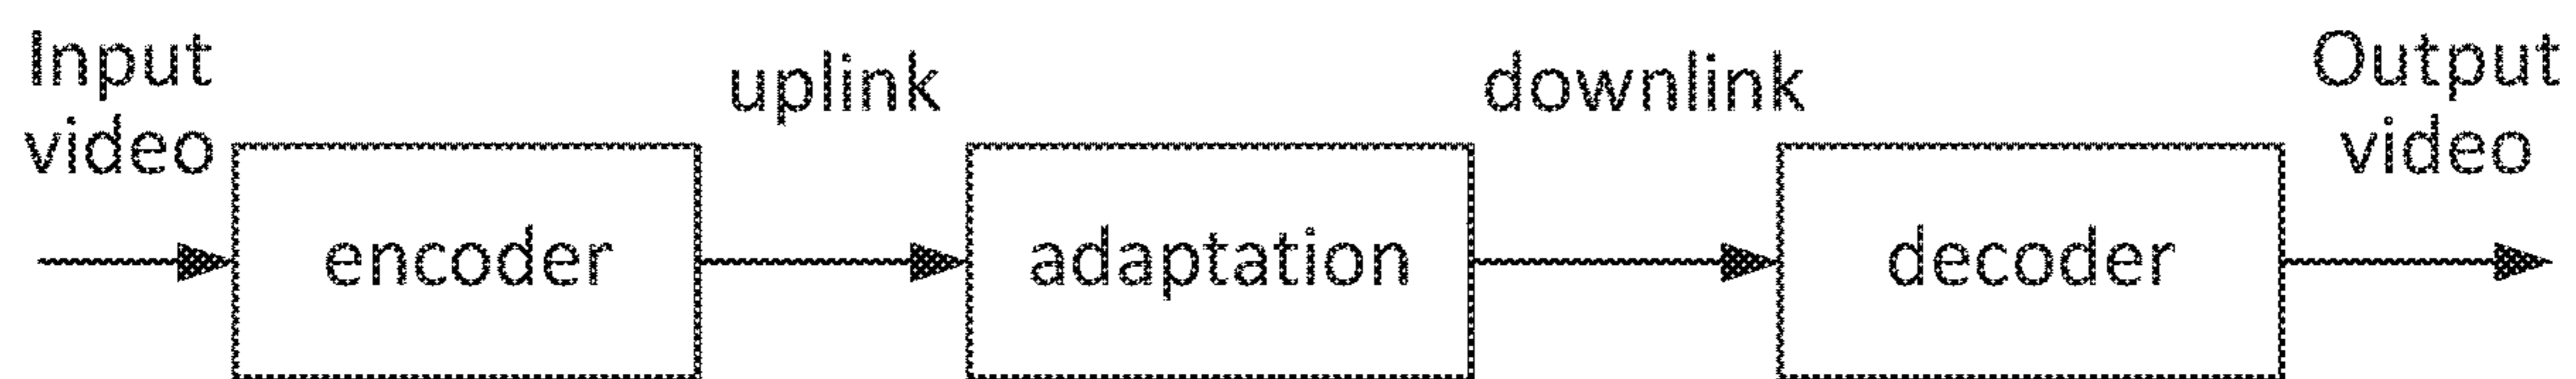 Input
video
uplink
downlink
Output
video
encoder
adaptation
decoder